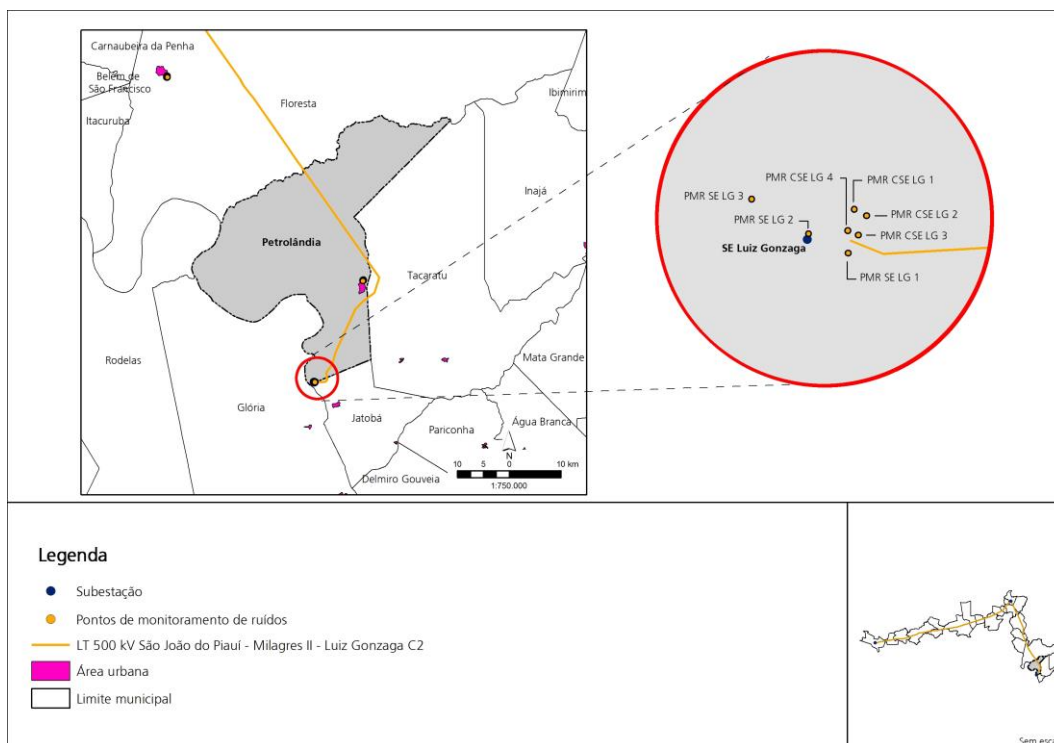 Carnaubeira da Penha
Belém de
São Francisco
Itacuruba
Floresta
Ibimirim
Inajá
Petrolândia
Tacaratu
Rodelas
Mata Grande
Glória
Jatobá
Água Branca
Pariconha
N
Delmiro Gouveia
10 5 0 10 km
1:750.000
PMR CSE LG 4
PMR CSE LG 1
PMR SE LG 3
PMR CSE LG 2
PMR SE LG 2
PMR CSE LG 3
SE Luiz Gonzaga
PMR SE LG 1
Legenda
Subestação
Pontos de monitoramento de ruídos
LT 500 kV São João do Piauí - Milagres II - Luiz Gonzaga C2
Área urbana
Limite municipal
Sem esca